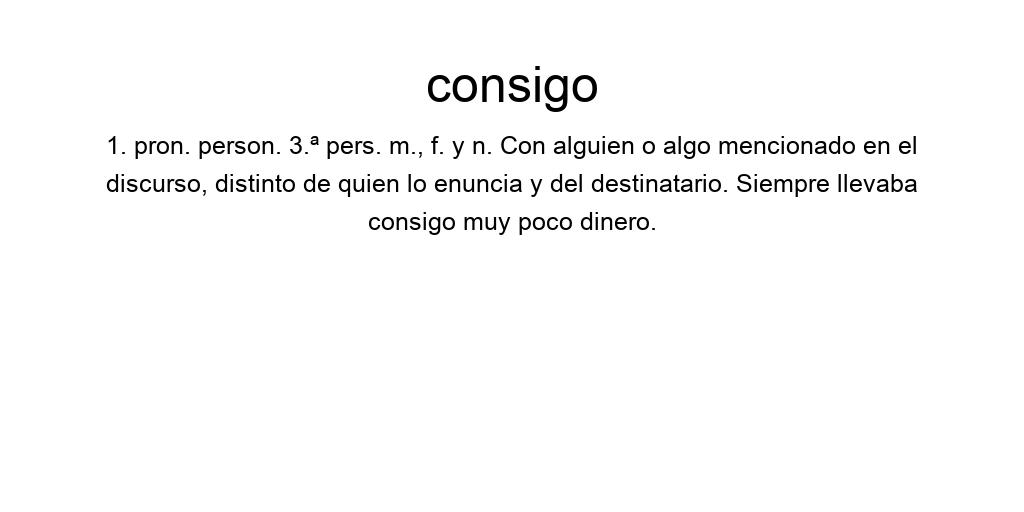 consigo
1. pron. person. 3.ª pers. m., f. y n. Con alguien o algo mencionado en el
discurso, distinto de quien lo enuncia y del destinatario. Siempre llevaba
consigo muy poco dinero.